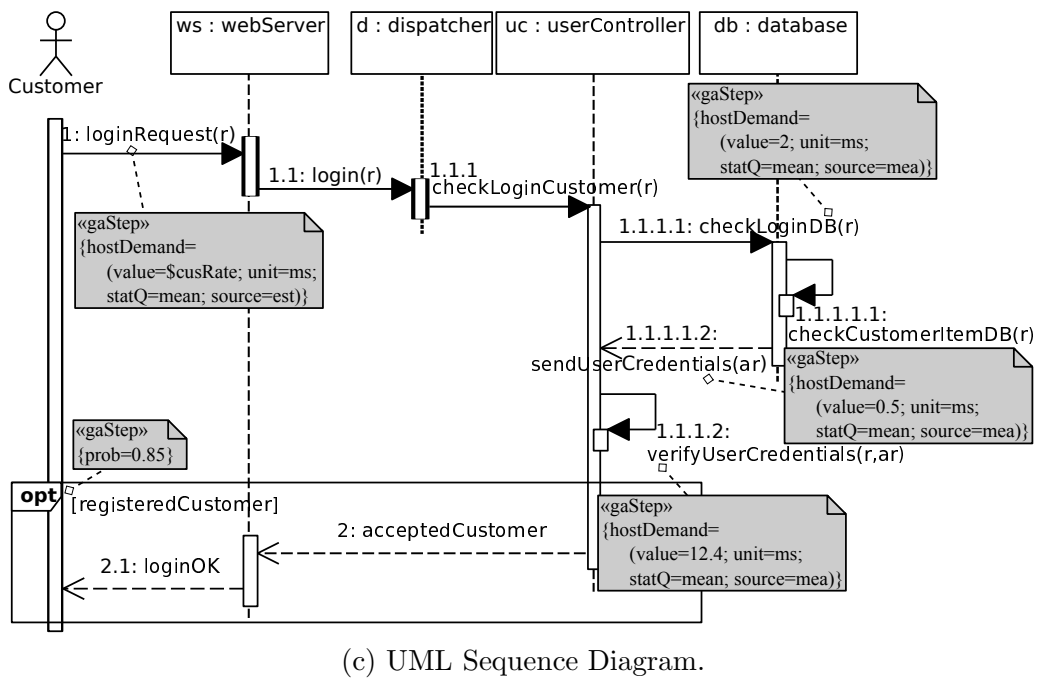 ws : webServer
d : dispatcher
uc : userController
db : database
Customer
«gaStep»
{hostDemand=
(value=2; unit=ms;
statQ=mean; source=mea)}
1: loginRequest(r)
1.1: login(r)
1.1.1
checkLoginCustomer(r)
«gaStep»
{hostDemand=
(value=$cusRate; unit=ms;
statQ=mean; source=est)}
1.1.1.1: checkLoginDB(r)
1.1.1.1.1:
checkCustomerItemDB(r)
1.1.1.1.2:
sendUserCredentials(ar)
«gaStep»
{hostDemand=
(value=0.5; unit=ms;
statQ=mean; source=mea)}
1.1.1.2:
verifyUserCredentials(r,ar)
«gaStep»
{prob=0.85}
opt
[registeredCustomer]
«gaStep»
{hostDemand=
(value=12.4; unit=ms;
statQ=mean; source=mea)}
2: acceptedCustomer
2.1: loginOK
(c) UML Sequence Diagram.